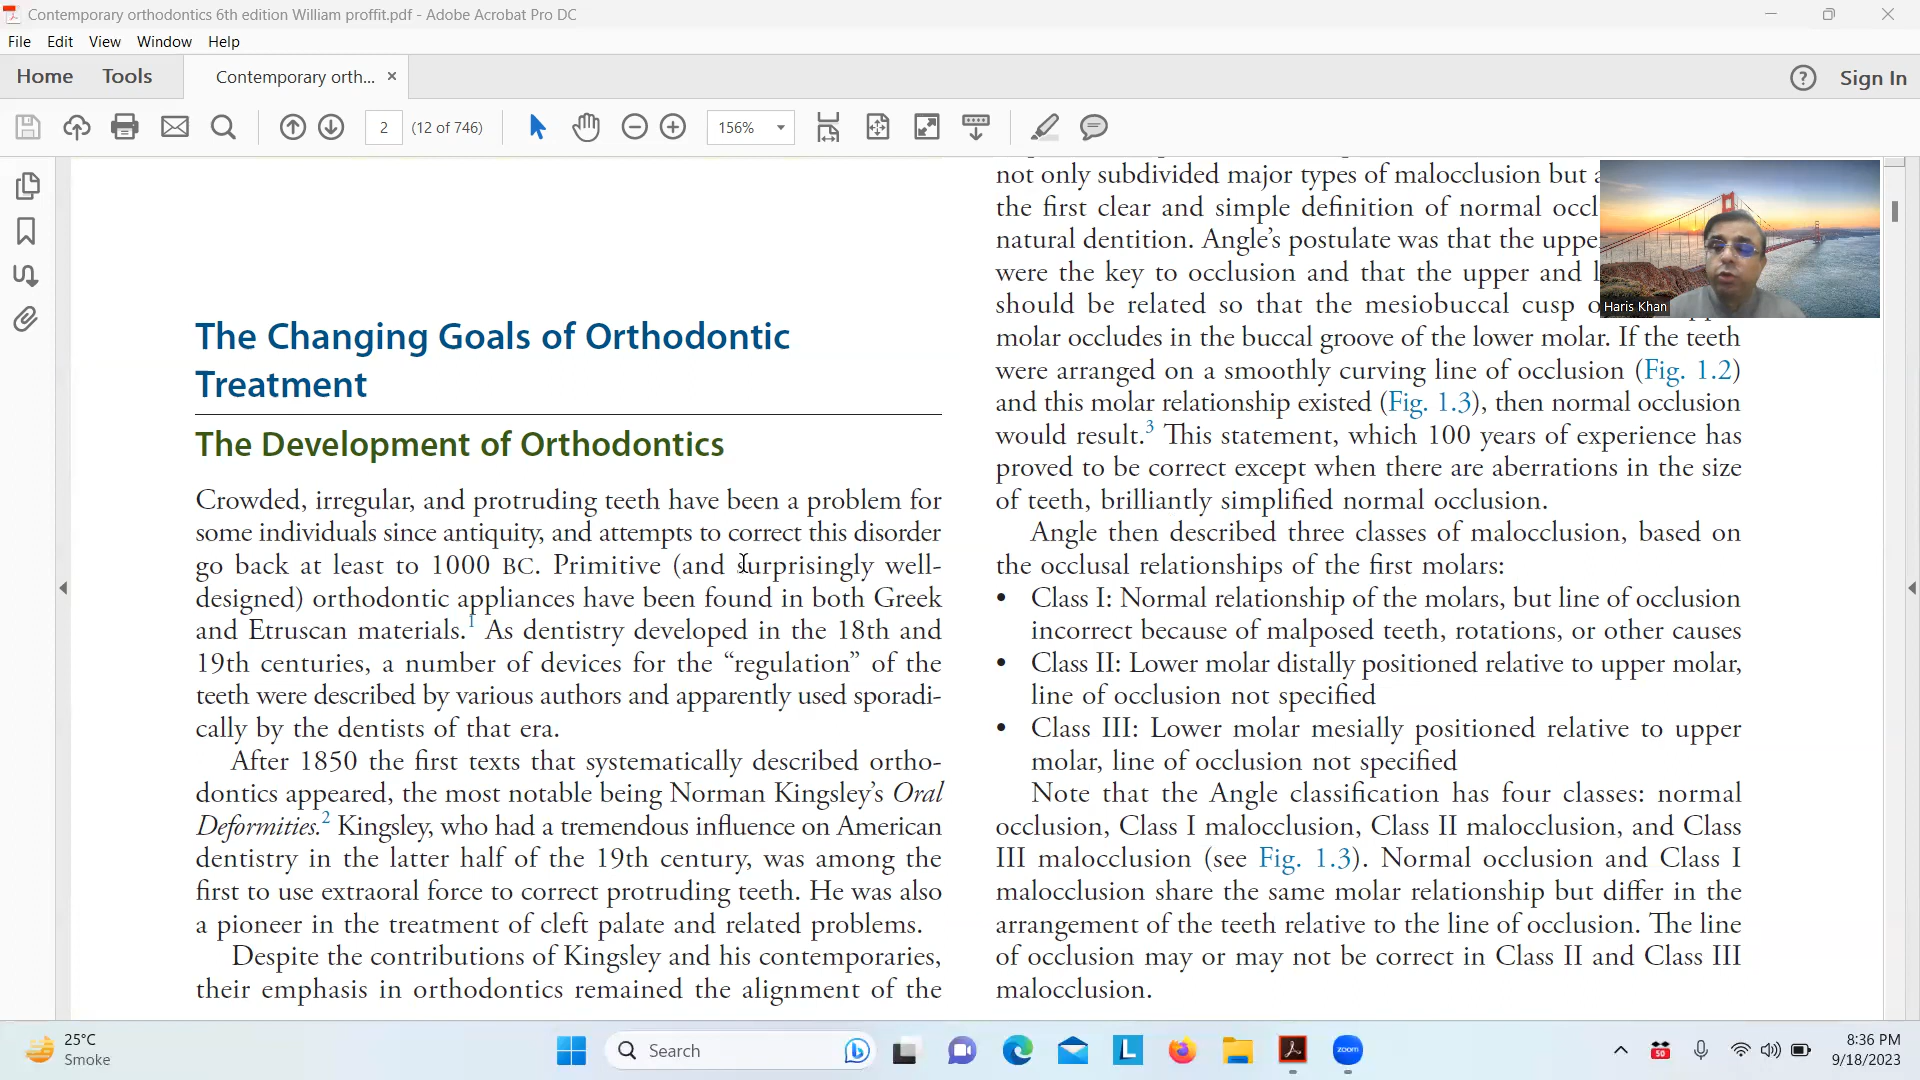 Contemporary orthodontics 6th edition William proffit.pdf - Adobe Acrobat Pro DC
File Edit View Window Help
Home Tools Contemporary orth... × ? Sign In
2 (12 of 746) 156%
The Changing Goals of Orthodontic
Treatment
The Development of Orthodontics
Crowded, irregular, and protruding teeth have been a problem for
some individuals since antiquity, and attempts to correct this disorder
go back at least to 1000 BC. Primitive (and surprisingly well-
designed) orthodontic appliances have been found in both Greek
and Etruscan materials.1 As dentistry developed in the 18th and
19th centuries, a number of devices for the “regulation” of the
teeth were described by various authors and apparently used sporadi-
cally by the dentists of that era.
After 1850 the first texts that systematically described ortho-
dontics appeared, the most notable being Norman Kingsley’s Oral
Deformities.2 Kingsley, who had a tremendous influence on American
dentistry in the latter half of the 19th century, was among the
first to use extraoral force to correct protruding teeth. He was also
a pioneer in the treatment of cleft palate and related problems.
Despite the contributions of Kingsley and his contemporaries,
their emphasis in orthodontics remained the alignment of the
not only subdivided major types of malocclusion but
the first clear and simple definition of normal occl
natural dentition. Angle’s postulate was that the uppe
were the key to occlusion and that the upper and
should be related so that the mesiobuccal cusp
molar occludes in the buccal groove of the lower molar. If the teeth
were arranged on a smoothly curving line of occlusion (Fig. 1.2)
and this molar relationship existed (Fig. 1.3), then normal occlusion
would result.3 This statement, which 100 years of experience has
proved to be correct except when there are aberrations in the size
of teeth, brilliantly simplified normal occlusion.
Angle then described three classes of malocclusion, based on
the occlusal relationships of the first molars:
• Class I: Normal relationship of the molars, but line of occlusion
incorrect because of malposed teeth, rotations, or other causes
• Class II: Lower molar distally positioned relative to upper molar,
line of occlusion not specified
• Class III: Lower molar mesially positioned relative to upper
molar, line of occlusion not specified
Note that the Angle classification has four classes: normal
occlusion, Class I malocclusion, Class II malocclusion, and Class
III malocclusion (see Fig. 1.3). Normal occlusion and Class I
malocclusion share the same molar relationship but differ in the
arrangement of the teeth relative to the line of occlusion. The line
of occlusion may or may not be correct in Class II and Class III
malocclusion.
Haris Khan
25°C
Smoke
Search
L
zoom
50
8:36 PM
9/18/2023